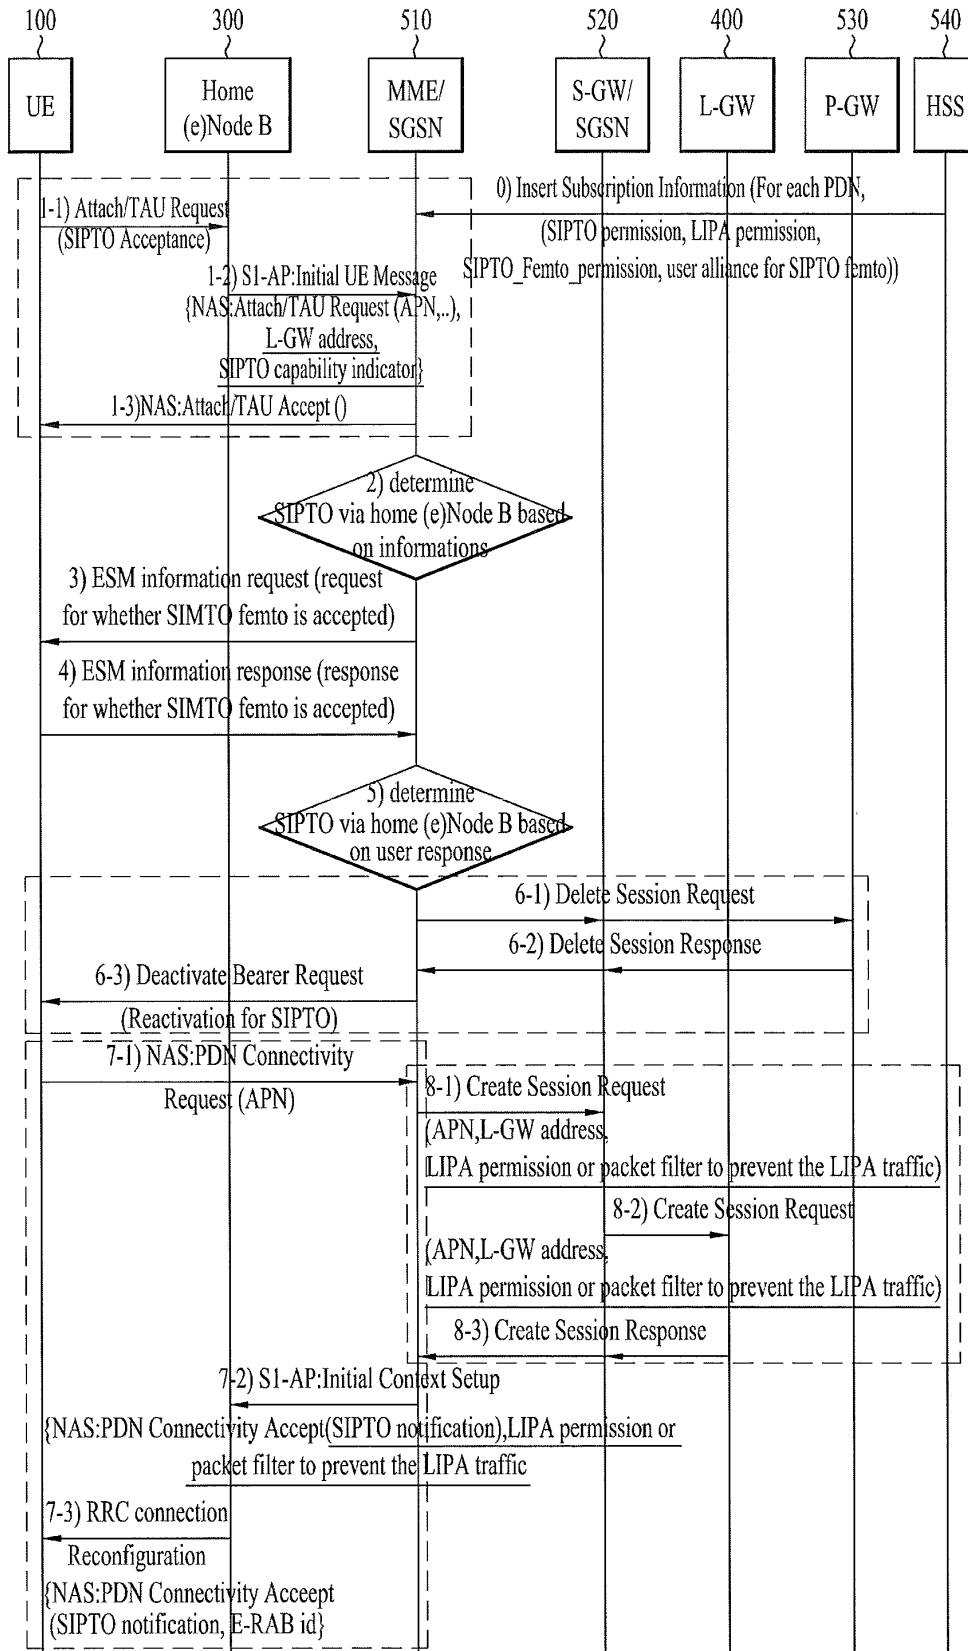 100 300 510 520 400 530 540
UE
Home
(e)Node B
MME/
SGSN
S-GW/
SGSN
L-GW
P-GW
HSS
0) Insert Subscription Information (For each PDN,
(SIPTO permission, LIPA permission,
SIPTO_Femto_permission, user alliance for SIPTO femto))
1-1) Attach/TAU Request
(SIPTO Acceptance)
1-2) S1-AP:Initial UE Message
{NAS:Attach/TAU Request (APN,..),
L-GW address,
SIPTO capability indicator}
1-3)NAS:Attach/TAU Accept ()
2) determine
SIPTO via home (e)Node B based
on informations
3) ESM information request (request
for whether SIMTO femto is accepted)
4) ESM information response (response
for whether SIMTO femto is accepted)
5) determine
SIPTO via home (e)Node B based
on user response
6-1) Delete Session Request
6-2) Delete Session Response
6-3) Deactivate Bearer Request
(Reactivation for SIPTO)
7-1) NAS:PDN Connectivity
Request (APN)
8-1) Create Session Request
(APN,L-GW address,
LIPA permission or packet filter to prevent the LIPA traffic)
8-2) Create Session Request
(APN,L-GW address,
LIPA permission or packet filter to prevent the LIPA traffic)
8-3) Create Session Response
7-2) S1-AP:Initial Context Setup
{NAS:PDN Connectivity Accept(SIPTO notification),LIPA permission or
packet filter to prevent the LIPA traffic
7-3) RRC connection
Reconfiguration
{NAS:PDN Connectivity Acceept
(SIPTO notification, E-RAB id}